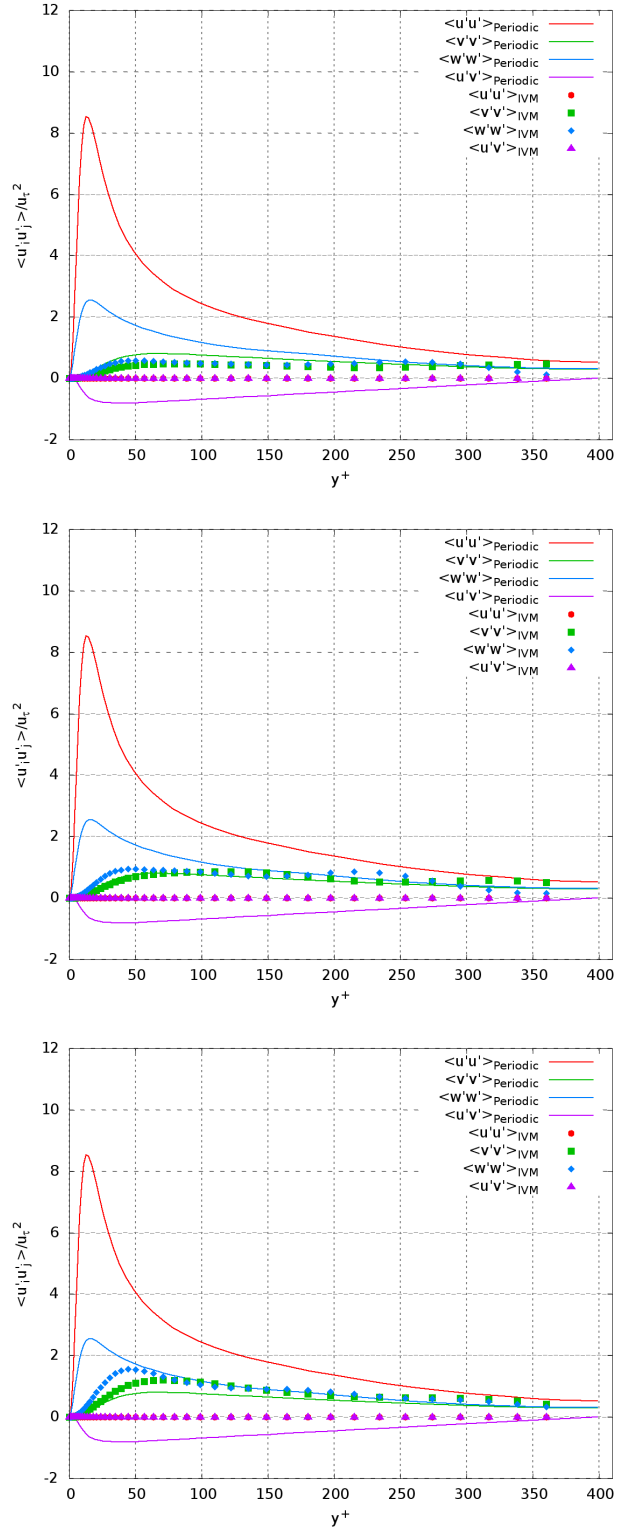 <u'u'>Periodic
<v'v'>Periodic
<w'w'>Periodic
<u'v'>Periodic
<u'u'>IVM
<v'v'>IVM
<w'w'>IVM
<u'v'>IVM
12
10
8
6
4
2
0
-2
<u'iu'j>/uτ2
0 50 100 150 200 250 300 350 400
y+
<u'u'>Periodic
<v'v'>Periodic
<w'w'>Periodic
<u'v'>Periodic
<u'u'>IVM
<v'v'>IVM
<w'w'>IVM
<u'v'>IVM
12
10
8
6
4
2
0
-2
<u'iu'j>/uτ2
0 50 100 150 200 250 300 350 400
y+
<u'u'>Periodic
<v'v'>Periodic
<w'w'>Periodic
<u'v'>Periodic
<u'u'>IVM
<v'v'>IVM
<w'w'>IVM
<u'v'>IVM
12
10
8
6
4
2
0
-2
<u'iu'j>/uτ2
0 50 100 150 200 250 300 350 400
y+